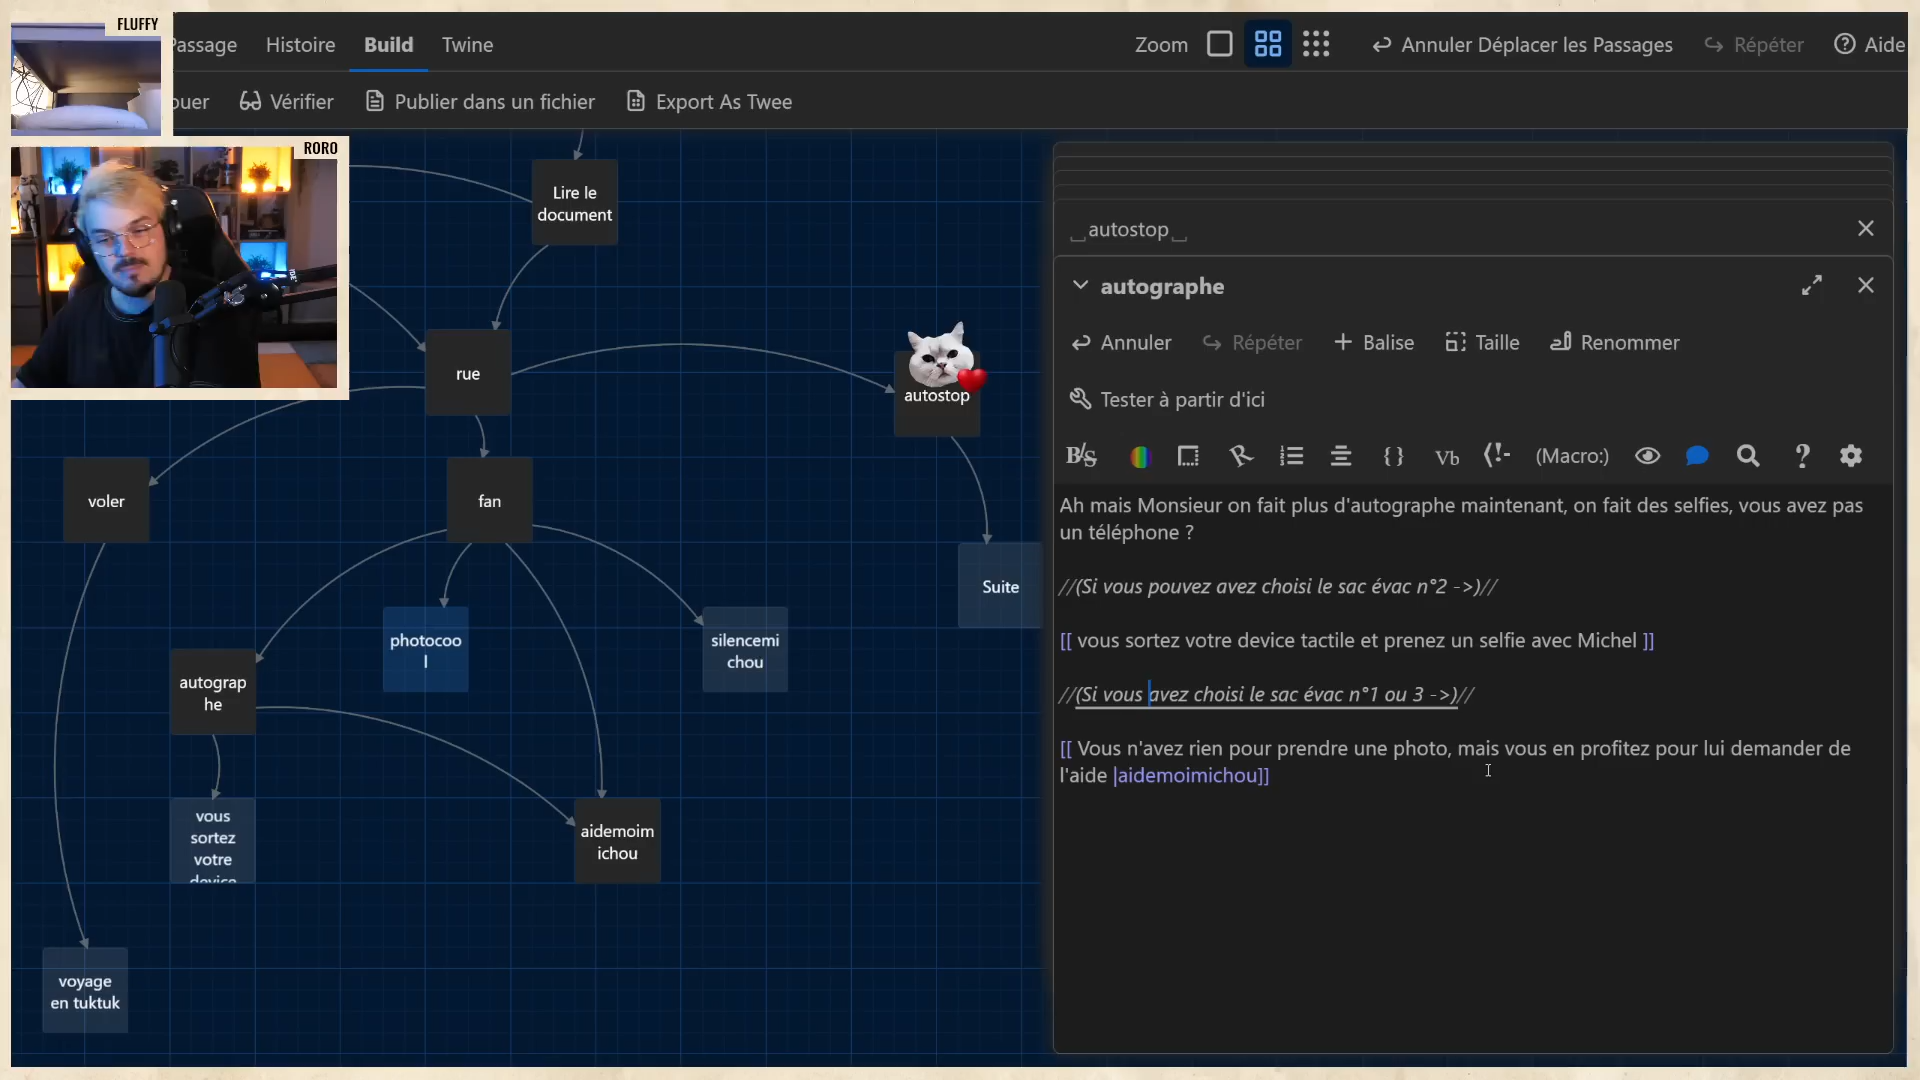 FLUFFY
RORO
Passage
Histoire
Build
Twine
Zoom
Annuler Déplacer les Passages
Répéter
Aide
ouer
Vérifier
Publier dans un fichier
Export As Twee
Lire le
document
rue
autostop
voler
fan
Suite
photocoo
l
silencemi
chou
autograp
he
vous
sortez
votre
device
aidemoim
ichou
voyage
en tuktuk
autostop
autographe
Annuler
Répéter
Balise
Taille
Renommer
Tester à partir d'ici
(Macro:)
Ah mais Monsieur on fait plus d'autographe maintenant, on fait des selfies, vous avez pas
un téléphone ?
//(Si vous pouvez avez choisi le sac évac n°2 ->)//
[[ vous sortez votre device tactile et prenez un selfie avec Michel ]]
//(Si vous avez choisi le sac évac n°1 ou 3 ->)//
[[ Vous n'avez rien pour prendre une photo, mais vous en profitez pour lui demander de
l'aide |aidemoimichou]]